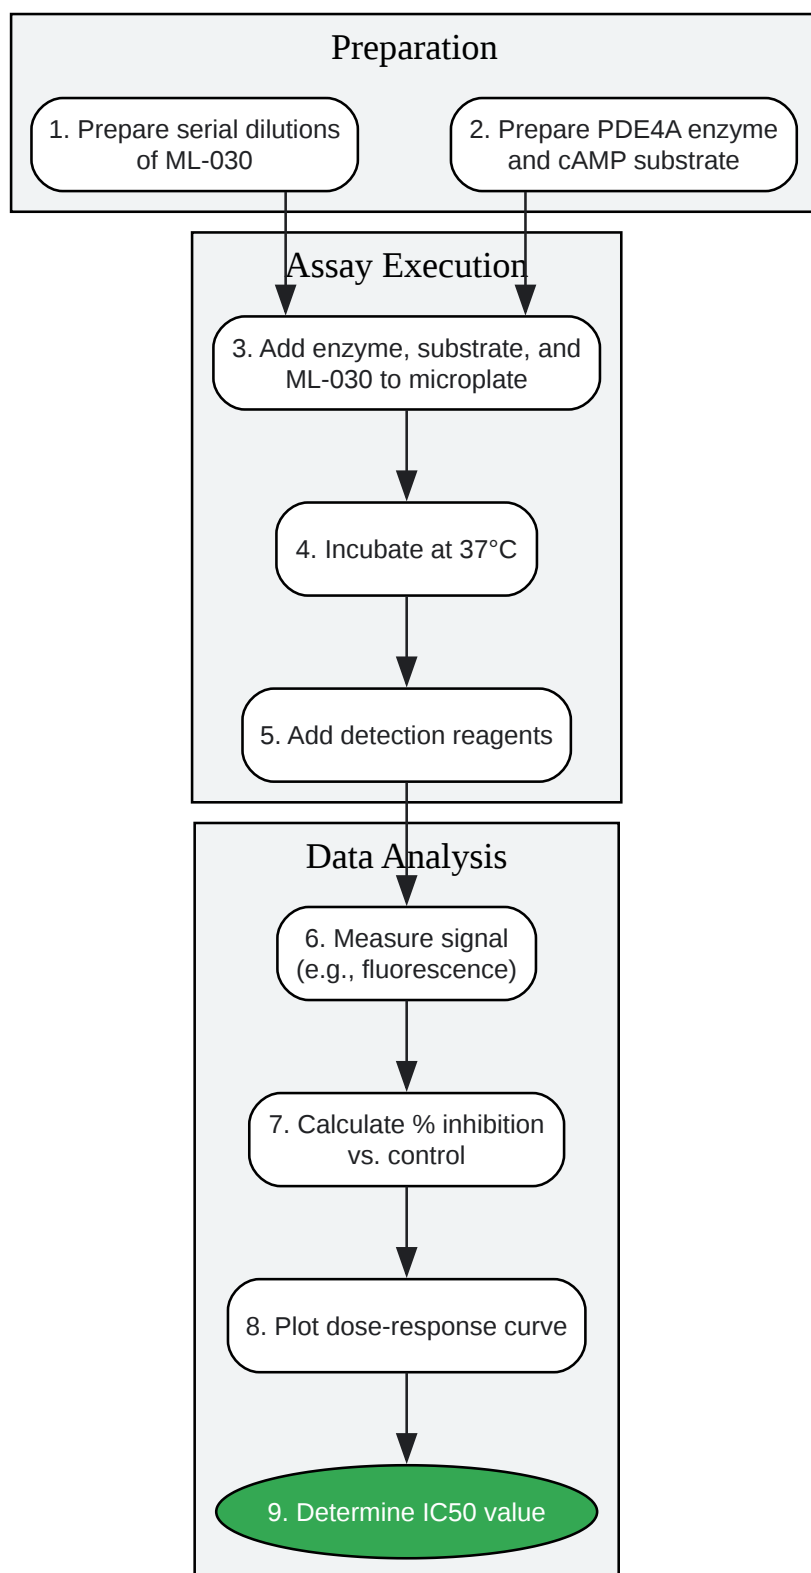 Preparation
1. Prepare serial dilutions
of ML-030
2. Prepare PDE4A enzyme
and cAMP substrate
Assay Execution
3. Add enzyme, substrate, and
ML-030 to microplate
4. Incubate at 37°C
5. Add detection reagents
Data Analysis
6. Measure signal
(e.g., fluorescence)
7. Calculate % inhibition
vs. control
8. Plot dose-response curve
9. Determine IC50 value